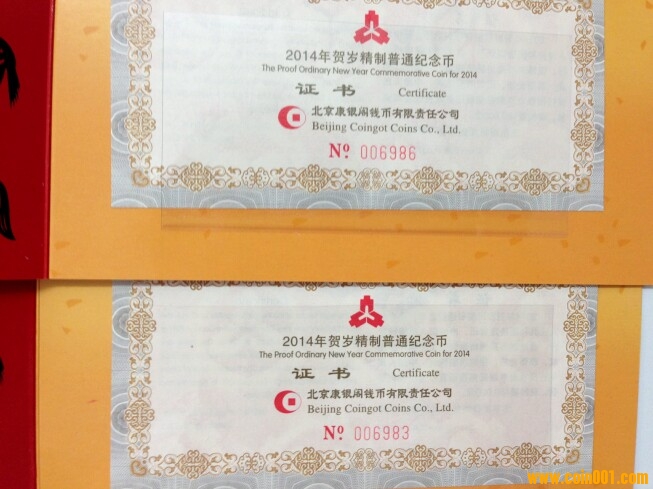 2014年贺岁精制普通纪念币
The Proof Ordinary New Year Commemorative Coin for 2014
证书 Certificate
北京康银阁钱币有限责任公司
Beijing Coingot Coins Co., Ltd.
Nº 006986
2014年贺岁精制普通纪念币
The Proof Ordinary New Year Commemorative Coin for 2014
证书 Certificate
北京康银阁钱币有限责任公司
Beijing Coingot Coins Co., Ltd.
Nº 006983
www.coin001.com